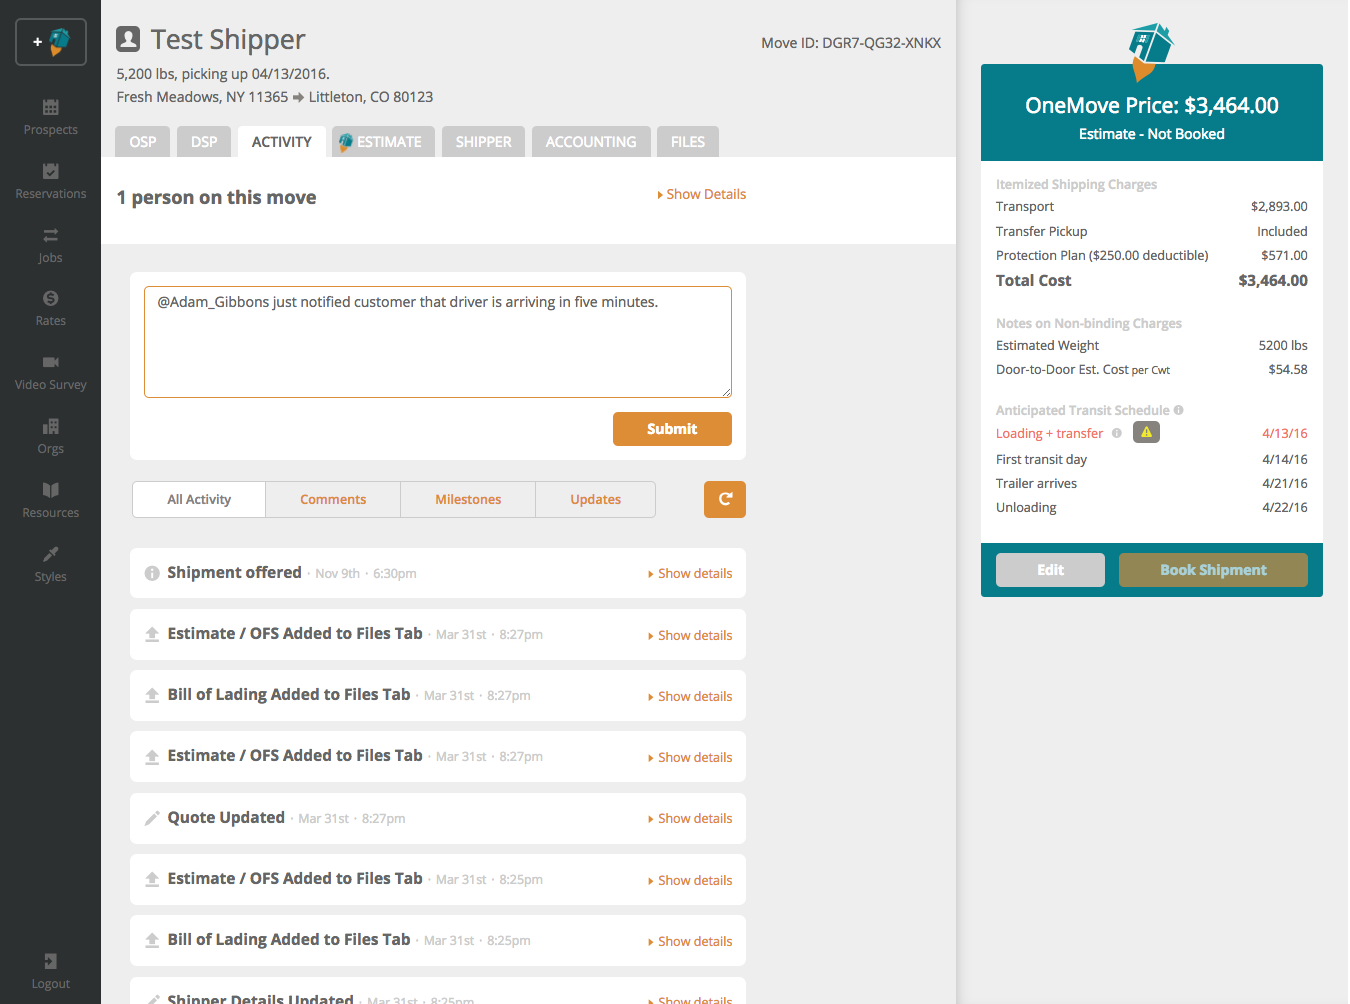 +
Prospects
Reservations
Jobs
Rates
Video Survey
Orgs
Resources
Styles
Logout
Test Shipper
Move ID: DGR7-QG32-XNKX
5,200 lbs, picking up 04/13/2016.
Fresh Meadows, NY 11365 ➡ Littleton, CO 80123
OSP DSP ACTIVITY ESTIMATE SHIPPER ACCOUNTING FILES
1 person on this move
Show Details
@Adam_Gibbons just notified customer that driver is arriving in five minutes.
Submit
All Activity Comments Milestones Updates
Shipment offered · Nov 9th · 6:30pm Show details
Estimate / OFS Added to Files Tab · Mar 31st · 8:27pm Show details
Bill of Lading Added to Files Tab · Mar 31st · 8:27pm Show details
Estimate / OFS Added to Files Tab · Mar 31st · 8:27pm Show details
Quote Updated · Mar 31st · 8:27pm Show details
Estimate / OFS Added to Files Tab · Mar 31st · 8:25pm Show details
Bill of Lading Added to Files Tab · Mar 31st · 8:25pm Show details
Shipper Details Updated · Mar 31st · 8:25pm Show details
OneMove Price: $3,464.00
Estimate - Not Booked
Itemized Shipping Charges
Transport $2,893.00
Transfer Pickup Included
Protection Plan ($250.00 deductible) $571.00
Total Cost $3,464.00
Notes on Non-binding Charges
Estimated Weight 5200 lbs
Door-to-Door Est. Cost per Cwt $54.58
Anticipated Transit Schedule
Loading + transfer 4/13/16
First transit day 4/14/16
Trailer arrives 4/21/16
Unloading 4/22/16
Edit Book Shipment